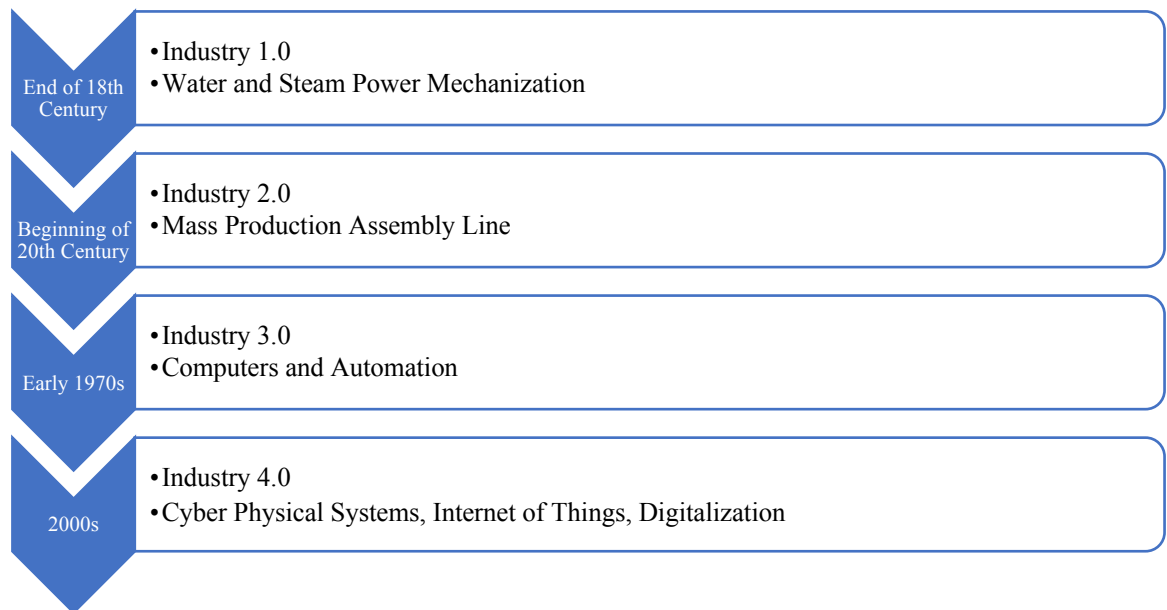 End of 18th
Century
•Industry 1.0
•Water and Steam Power Mechanization
Beginning of
20th Century
•Industry 2.0
•Mass Production Assembly Line
Early 1970s
•Industry 3.0
•Computers and Automation
2000s
•Industry 4.0
•Cyber Physical Systems, Internet of Things, Digitalization